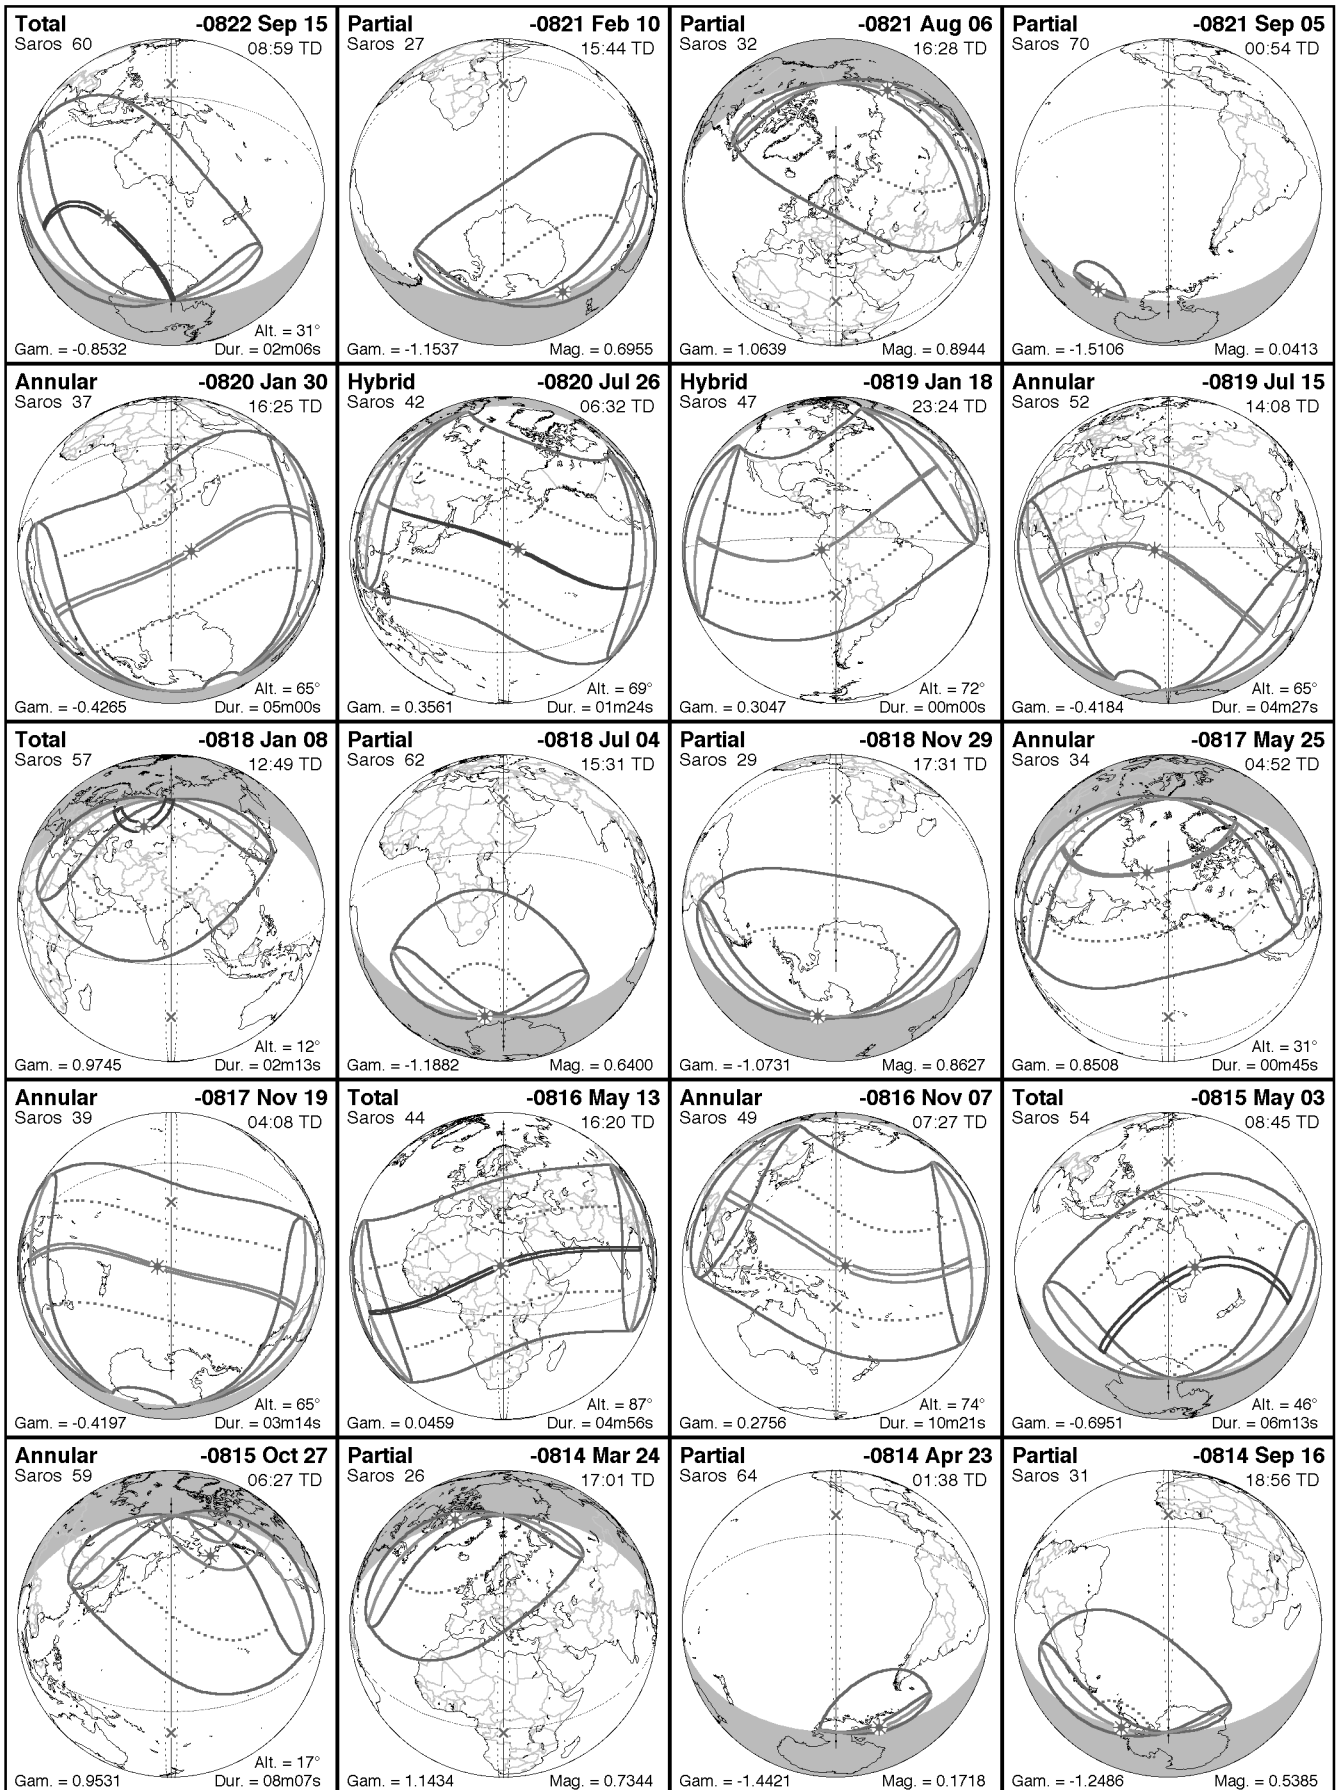 Total -0822 Sep 15
Saros 60 08:59 TD
Alt. = 31°
Gam. = -0.8532 Dur. = 02m06s
Partial -0821 Feb 10
Saros 27 15:44 TD
Gam. = -1.1537 Mag. = 0.6955
Partial -0821 Aug 06
Saros 32 16:28 TD
Gam. = 1.0639 Mag. = 0.8944
Partial -0821 Sep 05
Saros 70 00:54 TD
Gam. = -1.5106 Mag. = 0.0413
Annular -0820 Jan 30
Saros 37 16:25 TD
Alt. = 65°
Gam. = -0.4265 Dur. = 05m00s
Hybrid -0820 Jul 26
Saros 42 06:32 TD
Alt. = 69°
Gam. = 0.3561 Dur. = 01m24s
Hybrid -0819 Jan 18
Saros 47 23:24 TD
Alt. = 72°
Gam. = 0.3047 Dur. = 00m00s
Annular -0819 Jul 15
Saros 52 14:08 TD
Alt. = 65°
Gam. = -0.4184 Dur. = 04m27s
Total -0818 Jan 08
Saros 57 12:49 TD
Alt. = 12°
Gam. = 0.9745 Dur. = 02m13s
Partial -0818 Jul 04
Saros 62 15:31 TD
Gam. = -1.1882 Mag. = 0.6400
Partial -0818 Nov 29
Saros 29 17:31 TD
Gam. = -1.0731 Mag. = 0.8627
Annular -0817 May 25
Saros 34 04:52 TD
Alt. = 31°
Gam. = 0.8508 Dur. = 00m45s
Annular -0817 Nov 19
Saros 39 04:08 TD
Alt. = 65°
Gam. = -0.4197 Dur. = 03m14s
Total -0816 May 13
Saros 44 16:20 TD
Alt. = 87°
Gam. = 0.0459 Dur. = 04m56s
Annular -0816 Nov 07
Saros 49 07:27 TD
Alt. = 74°
Gam. = 0.2756 Dur. = 10m21s
Total -0815 May 03
Saros 54 08:45 TD
Alt. = 46°
Gam. = -0.6951 Dur. = 06m13s
Annular -0815 Oct 27
Saros 59 06:27 TD
Alt. = 17°
Gam. = 0.9531 Dur. = 08m07s
Partial -0814 Mar 24
Saros 26 17:01 TD
Gam. = 1.1434 Mag. = 0.7344
Partial -0814 Apr 23
Saros 64 01:38 TD
Gam. = -1.4421 Mag. = 0.1718
Partial -0814 Sep 16
Saros 31 18:56 TD
Gam. = -1.2486 Mag. = 0.5385